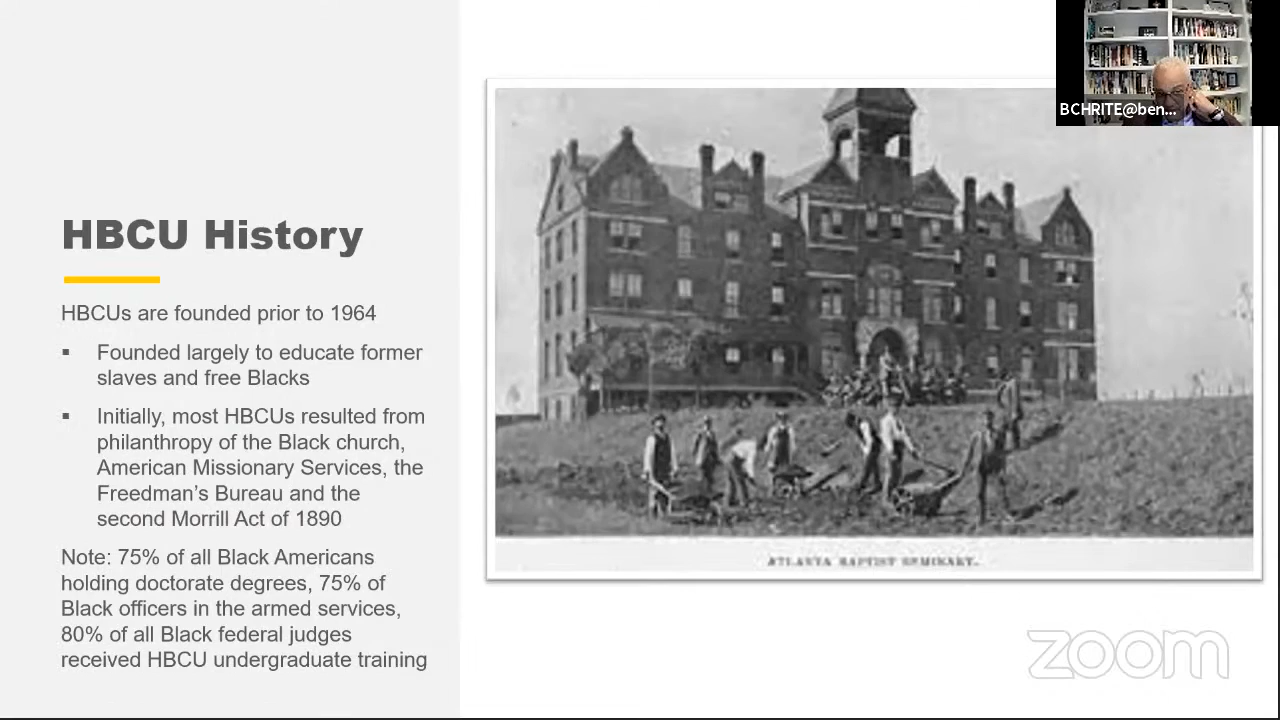 BCHRITE@ben...
HBCU History
HBCUs are founded prior to 1964
▪ Founded largely to educate former
slaves and free Blacks
▪ Initially, most HBCUs resulted from
philanthropy of the Black church,
American Missionary Services, the
Freedman’s Bureau and the
second Morrill Act of 1890
Note: 75% of all Black Americans
holding doctorate degrees, 75% of
Black officers in the armed services,
80% of all Black federal judges
received HBCU undergraduate training
ATLANTA BAPTIST SEMINARY.
zoom